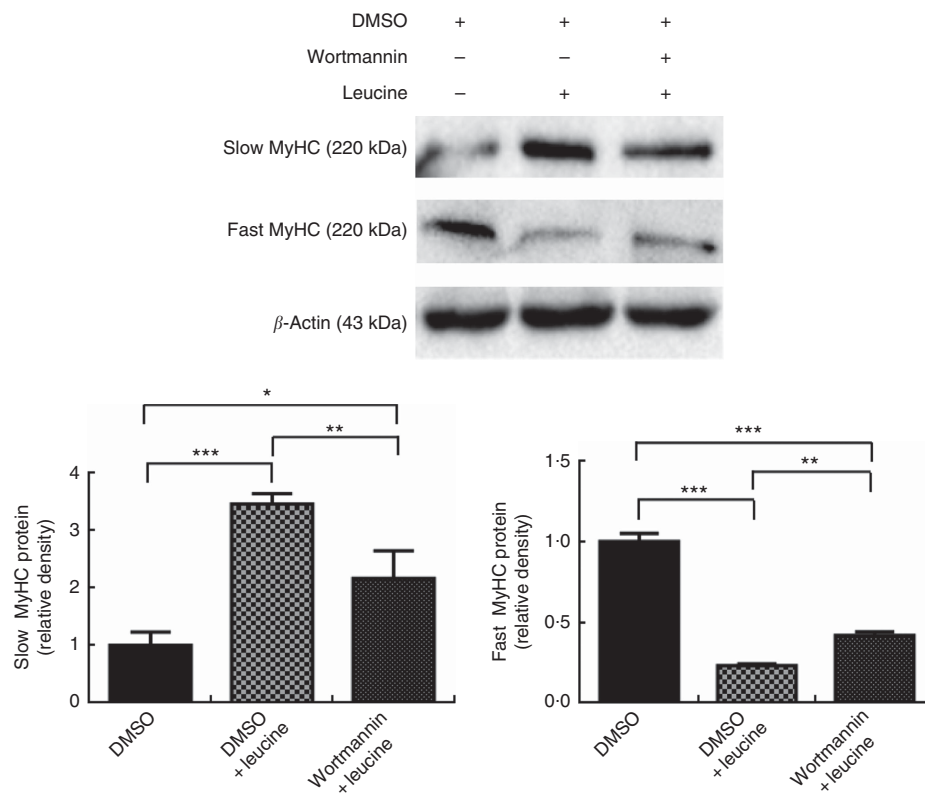 DMSO + + +
Wortmannin – – +
Leucine – + +
Slow MyHC (220 kDa)
Fast MyHC (220 kDa)
β-Actin (43 kDa)
*
***
**
4
3
2
1
0
Slow MyHC protein
(relative density)
DMSO
DMSO
+ leucine
Wortmannin
+ leucine
***
**
***
1·5
1·0
0·5
0·0
Fast MyHC protein
(relative density)
DMSO
DMSO
+ leucine
Wortmannin
+ leucine